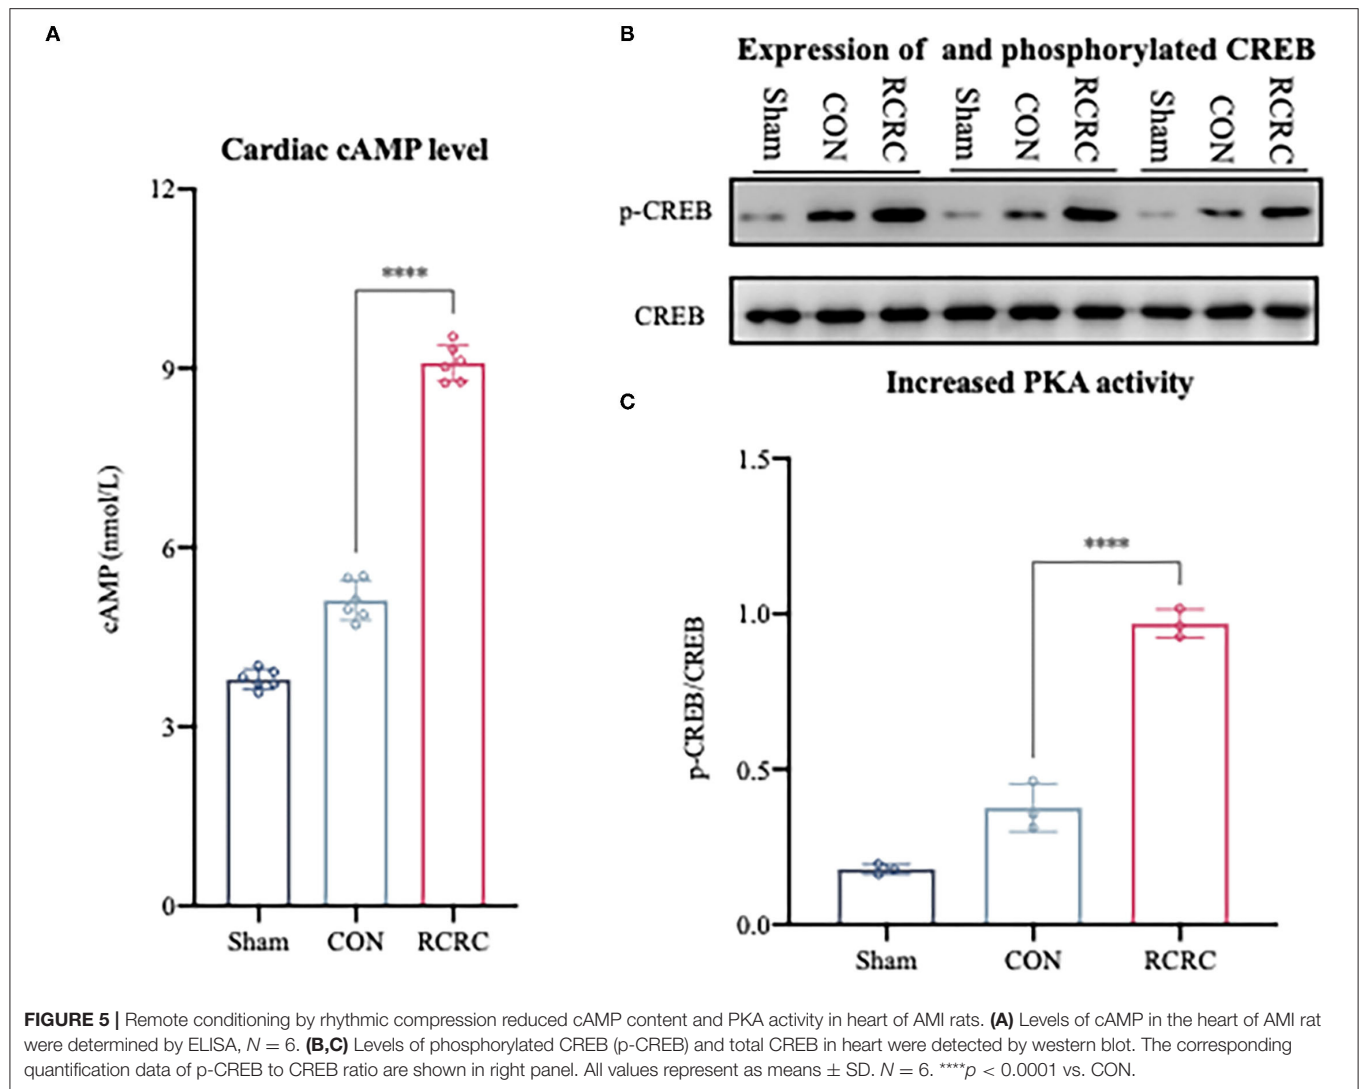 A
Cardiac cAMP level
12
9
6
3
0
cAMP (nmol/L)
****
Sham CON RCRC
B
Expression of and phosphorylated CREB
Sham CON RCRC Sham CON RCRC Sham CON RCRC
p-CREB
CREB
C
Increased PKA activity
1.5
1.0
0.5
0.0
p-CREB/CREB
****
Sham CON RCRC
FIGURE 5 | Remote conditioning by rhythmic compression reduced cAMP content and PKA activity in heart of AMI rats. (A) Levels of cAMP in the heart of AMI rat
were determined by ELISA, N = 6. (B,C) Levels of phosphorylated CREB (p-CREB) and total CREB in heart were detected by western blot. The corresponding
quantification data of p-CREB to CREB ratio are shown in right panel. All values represent as means ± SD. N = 6. ****p < 0.0001 vs. CON.